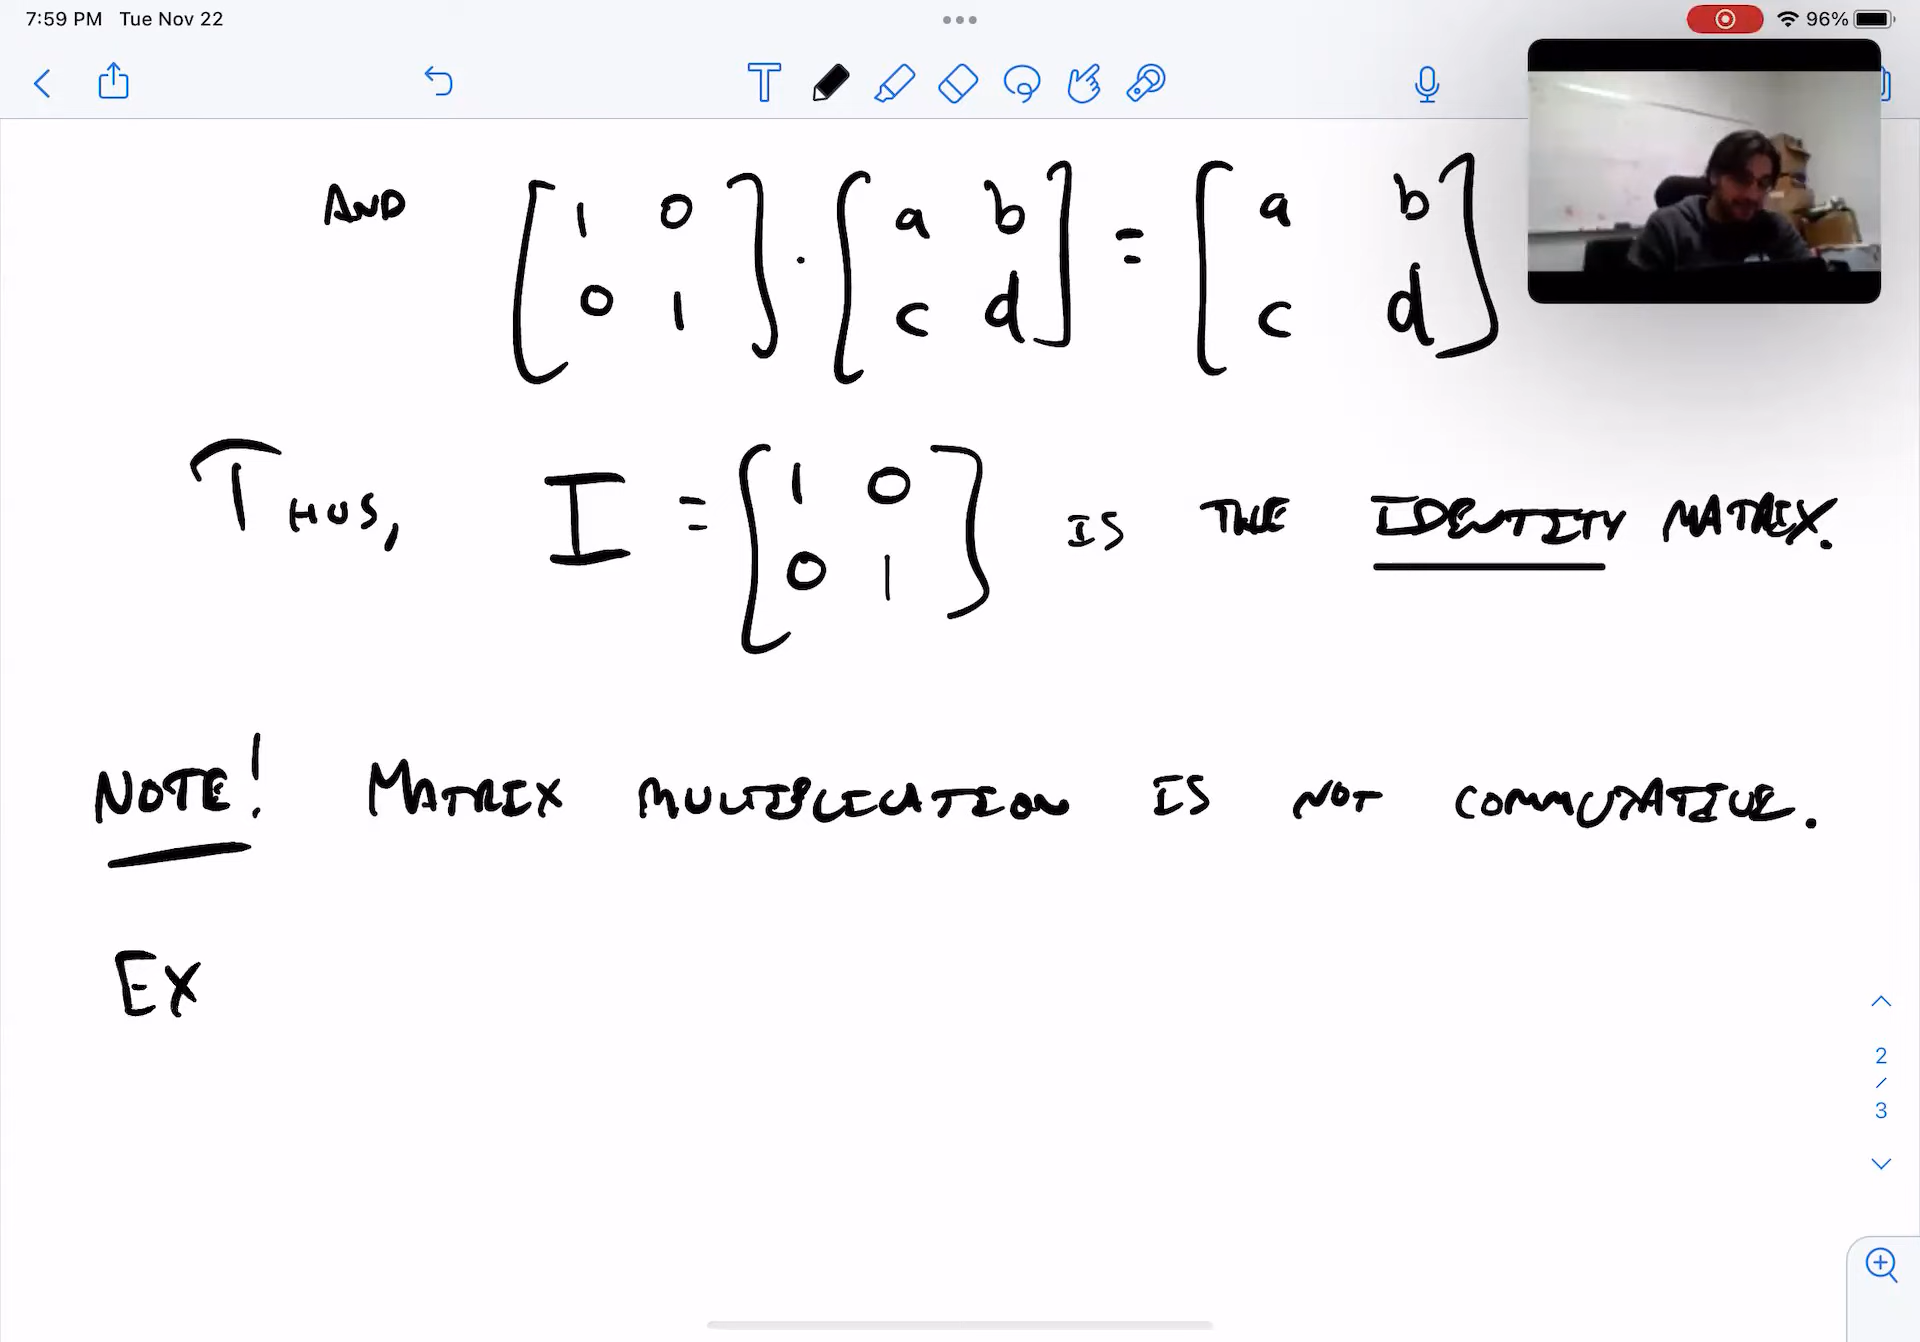 7:59 PM Tue Nov 22 96%
AND [1 0 0 1] · [a b c d] = [a b c d]
THUS, I = [1 0 0 1] IS THE IDENTITY MATRIX.
NOTE! MATRIX MULTIPLICATION IS NOT COMMUTATIVE.
EX
2
/
3